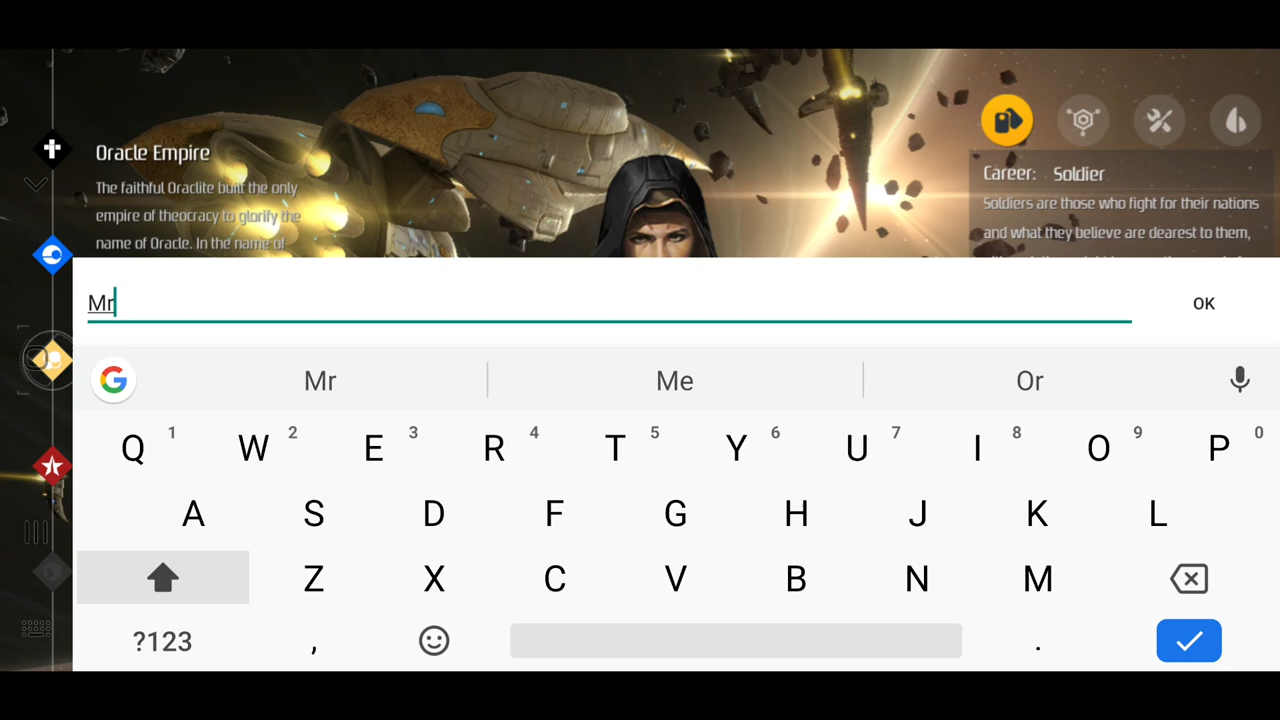 Oracle Empire
The faithful Oraclite built the only
empire of theocracy to glorify the
name of Oracle. In the name of
Career: Soldier
Soldiers are those who fight for their nations
and what they believe are dearest to them,
Mr
OK
Mr Me Or
Q 1 W 2 E 3 R 4 T 5 Y 6 U 7 I 8 O 9 P 0
A S D F G H J K L
Z X C V B N M
?123 , .